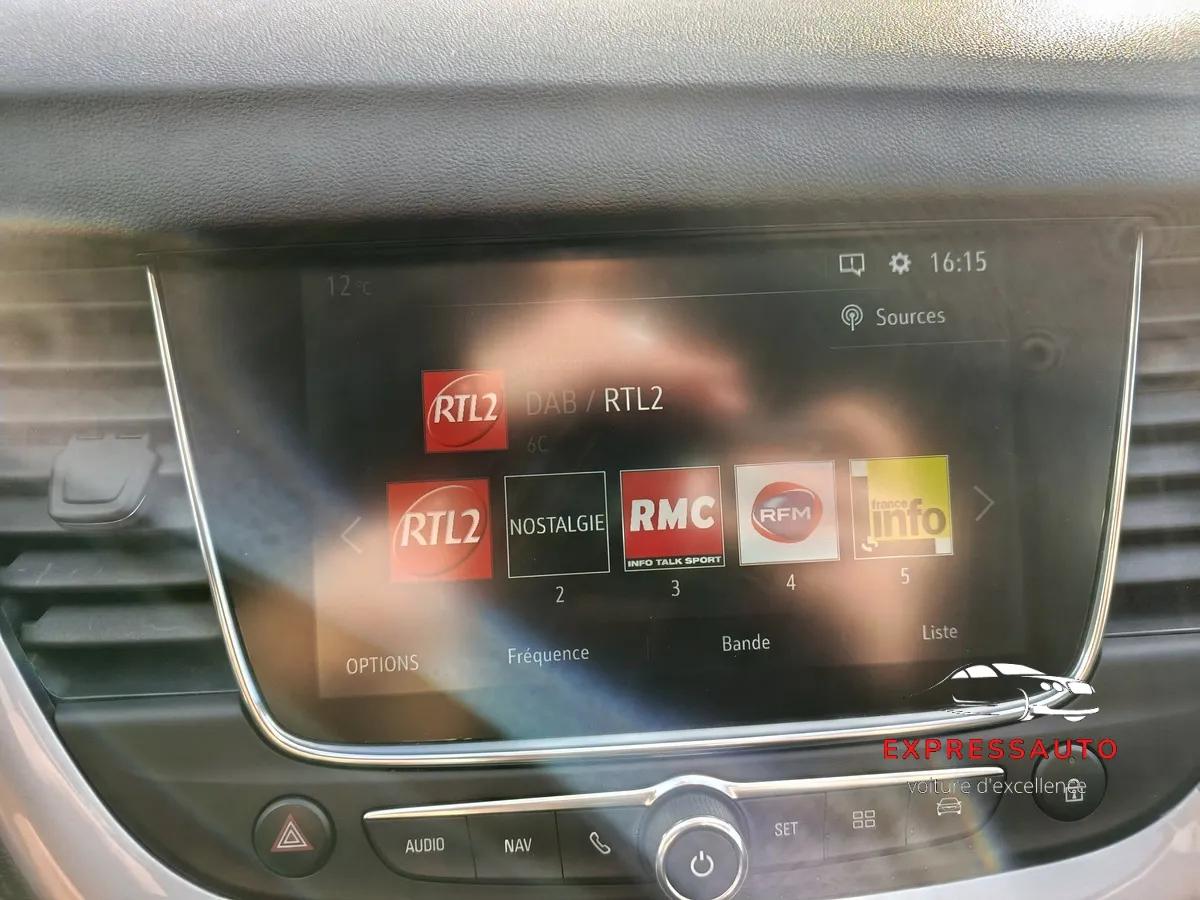 12 °C
16:15
Sources
RTL2
DAB / RTL2
6C
RTL2
NOSTALGIE
RMC
INFO TALK SPORT
RFM
france
info
2
3
4
5
OPTIONS
Fréquence
Bande
Liste
EXPRESSAUTO
voiture d'excellence
AUDIO
NAV
SET